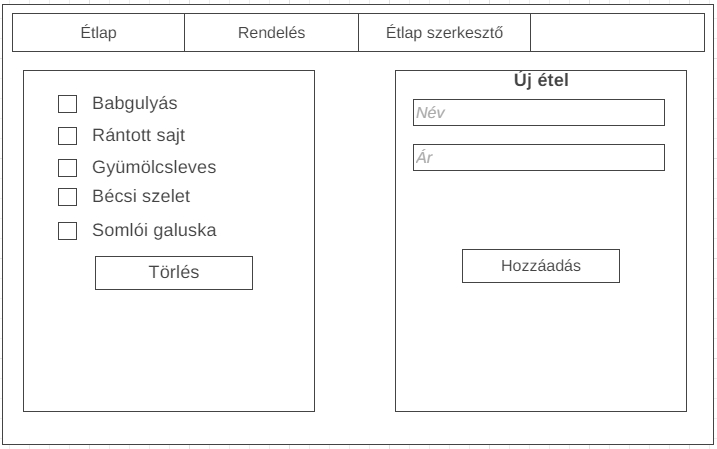 Étlap Rendelés Étlap szerkesztő
Babgulyás
Rántott sajt
Gyümölcsleves
Bécsi szelet
Somlói galuska
Törlés
Új étel
Név
Ár
Hozzáadás